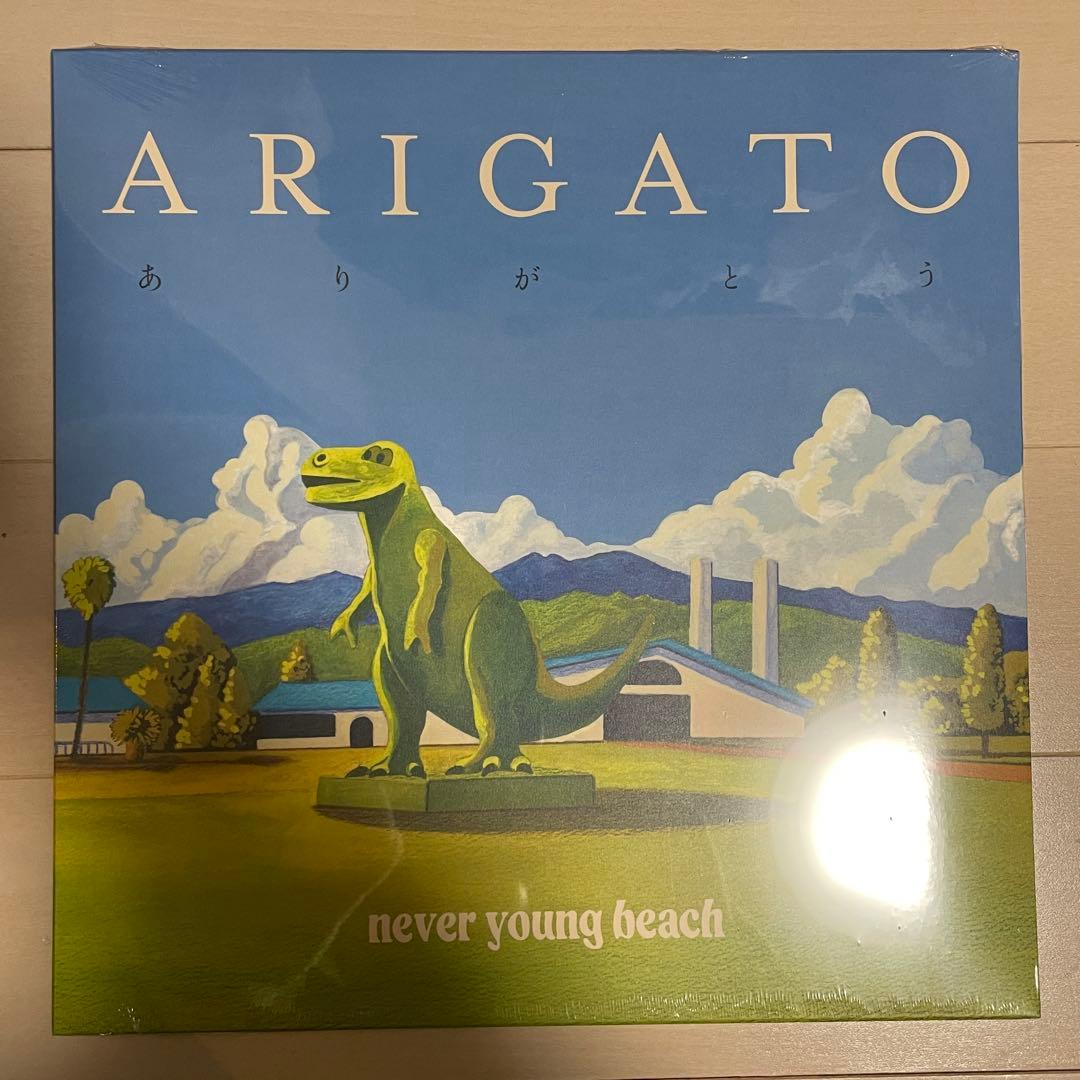 ARIGATO
ありがとう
never young beach